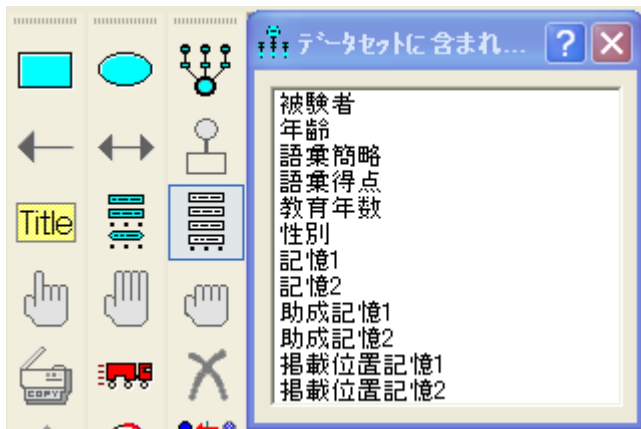 データセットに含まれ...
Title
COPY
被験者
年齢
語彙簡略
語彙得点
教育年数
性別
記憶1
記憶2
助成記憶1
助成記憶2
掲載位置記憶1
掲載位置記憶2